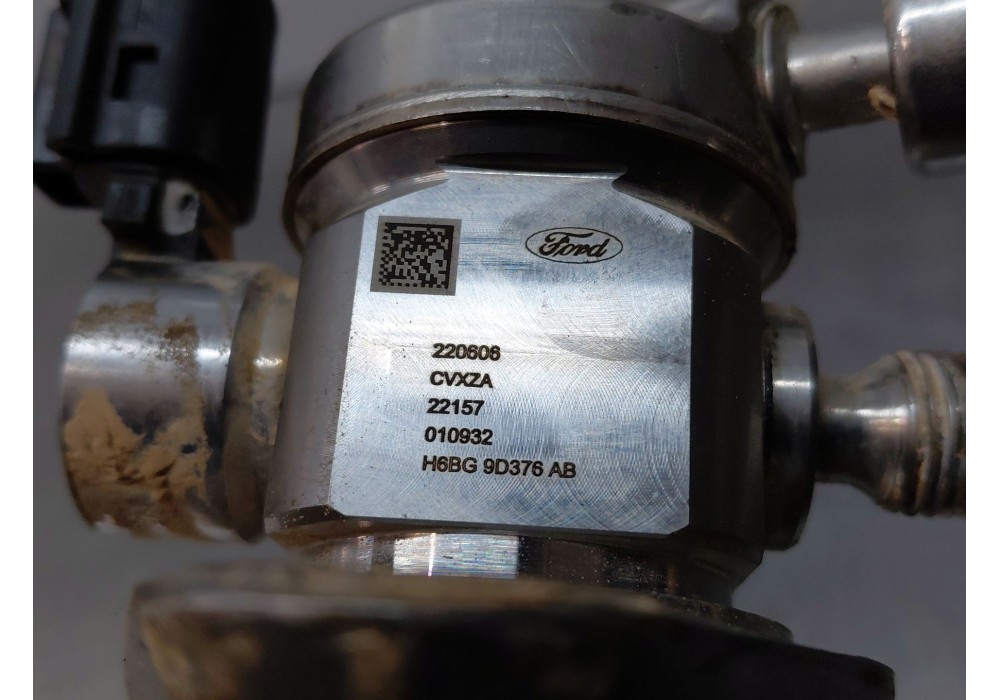 Ford
220606
CVXZA
22157
010932
H6BG 9D376 AB